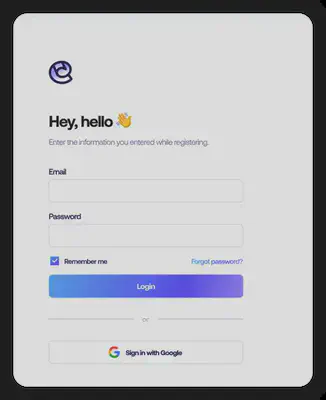 Hey, hello 👋
Enter the information you entered while registering.
Email
Password
Remember me
Forgot password?
Login
or
Sign in with Google